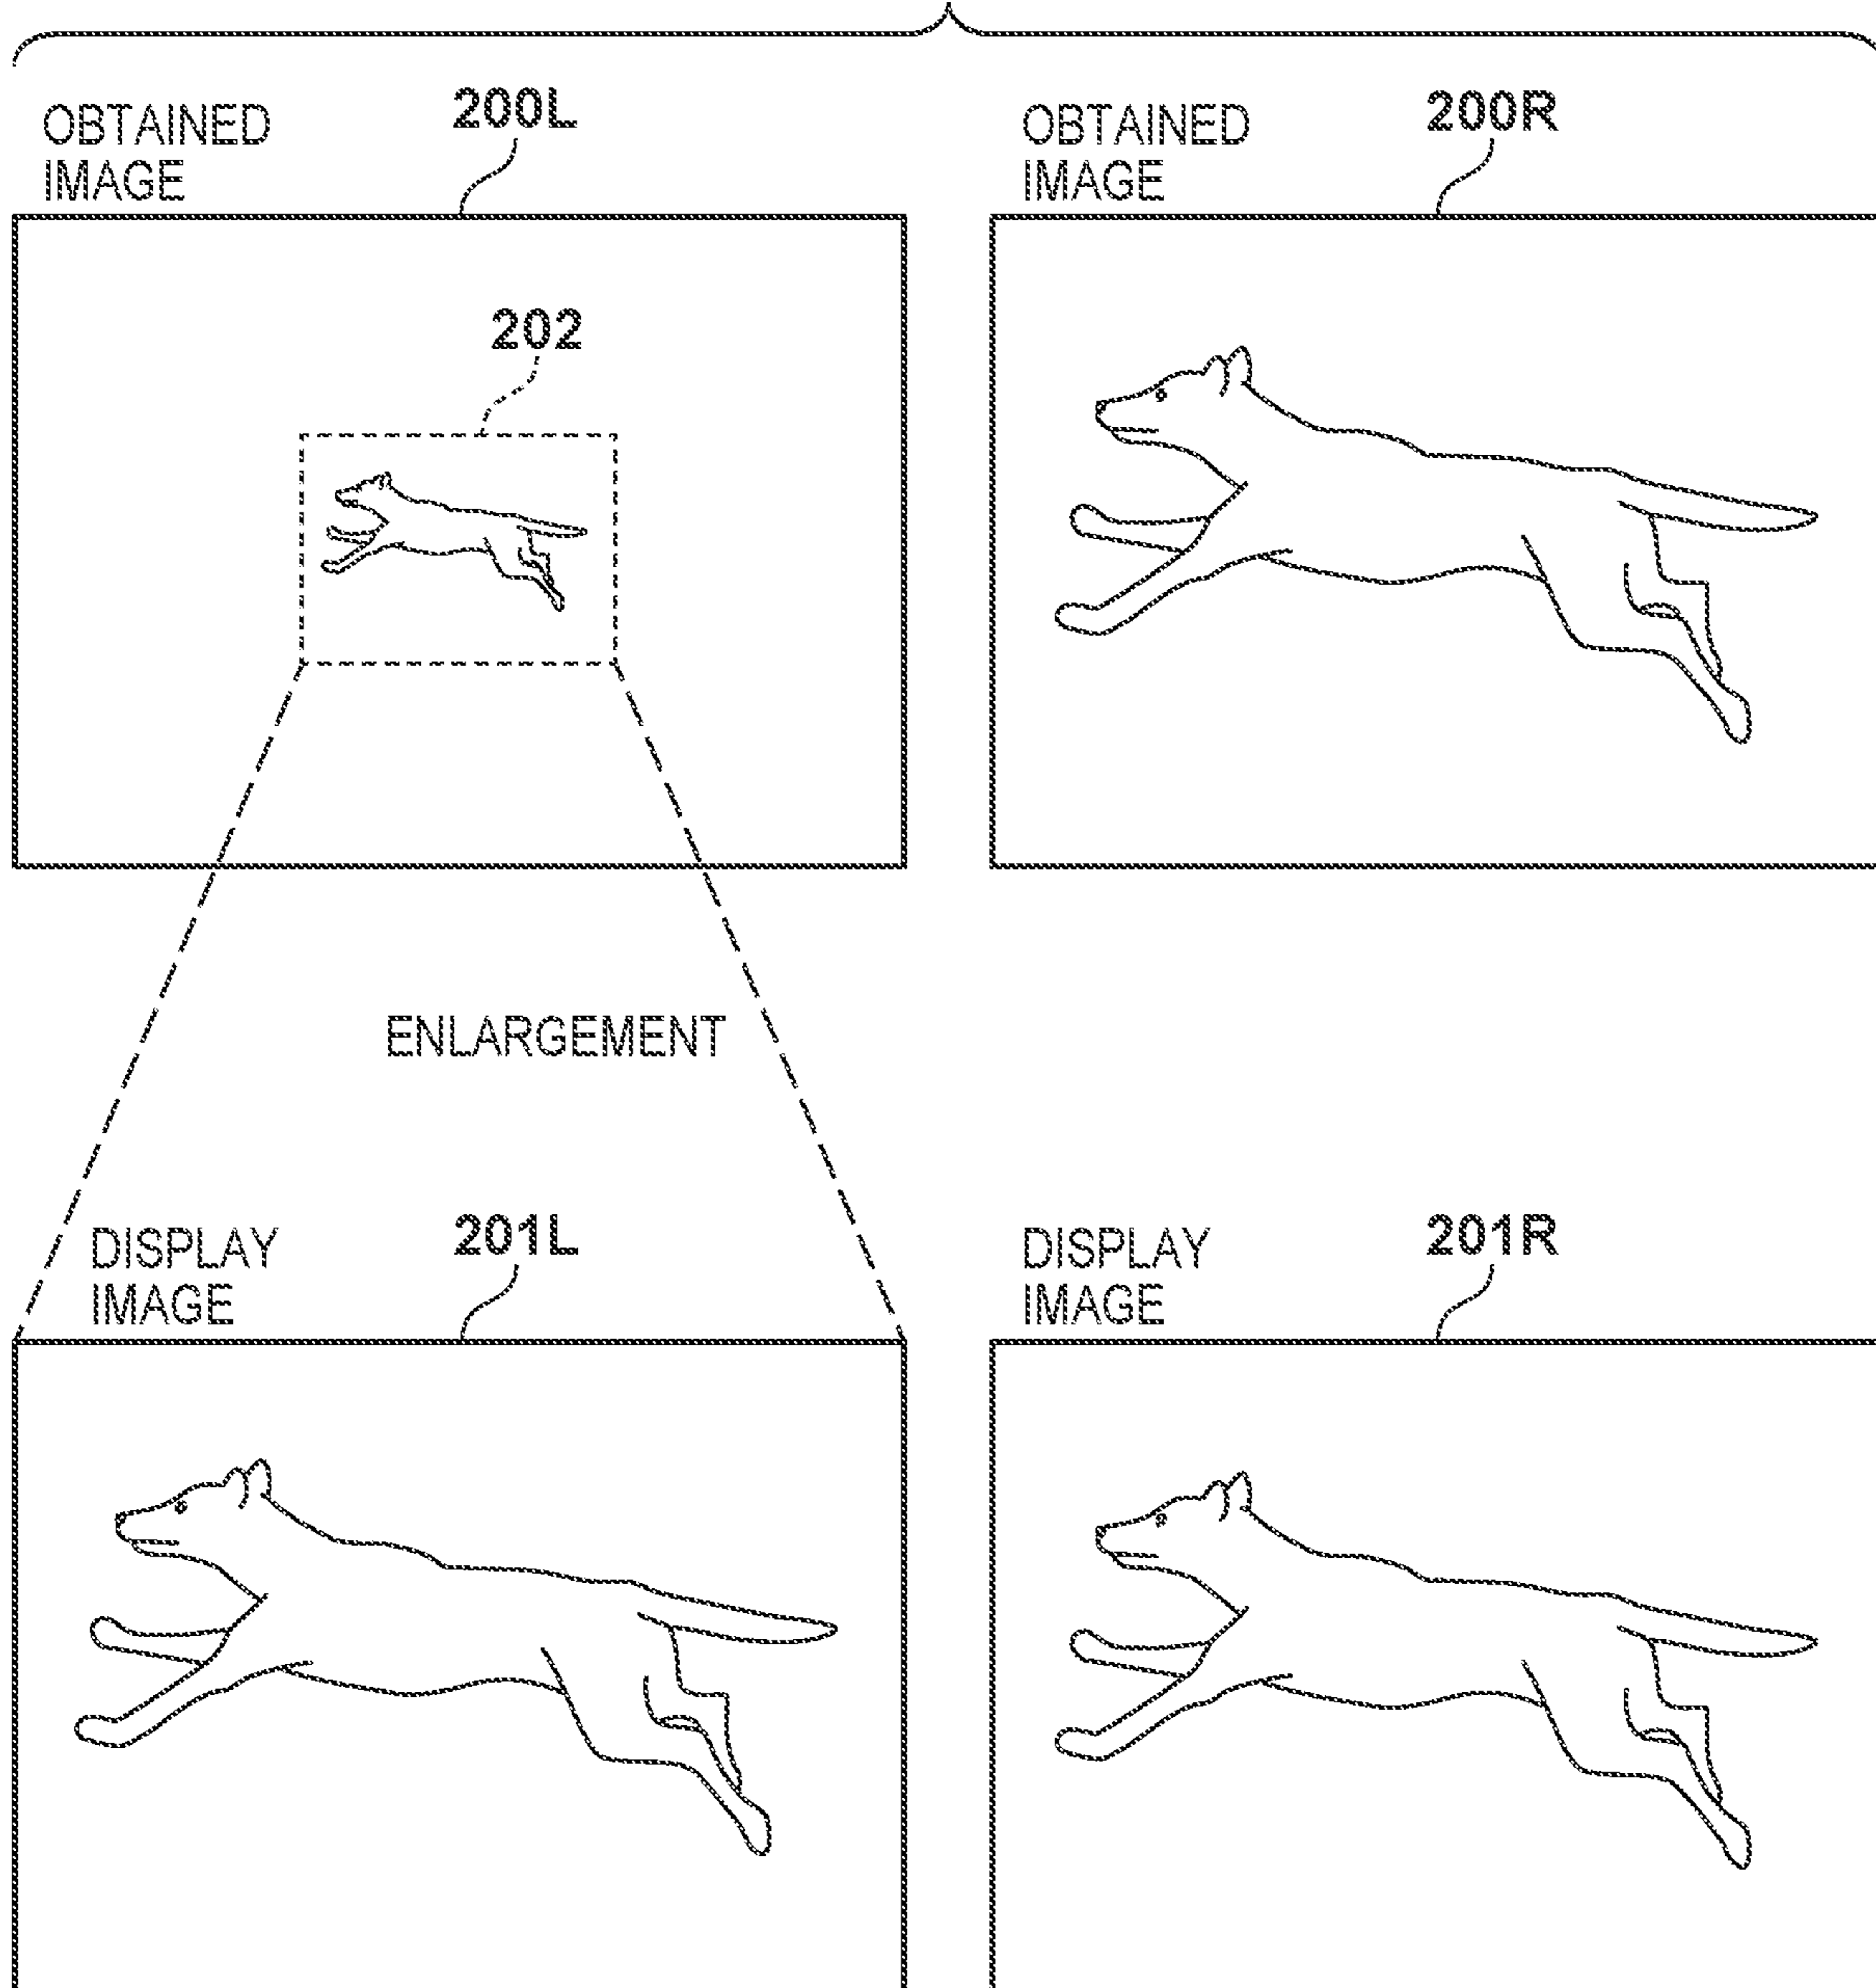 OBTAINED
IMAGE
200L
OBTAINED
IMAGE
200R
202
ENLARGEMENT
DISPLAY
IMAGE
201L
DISPLAY
IMAGE
201R